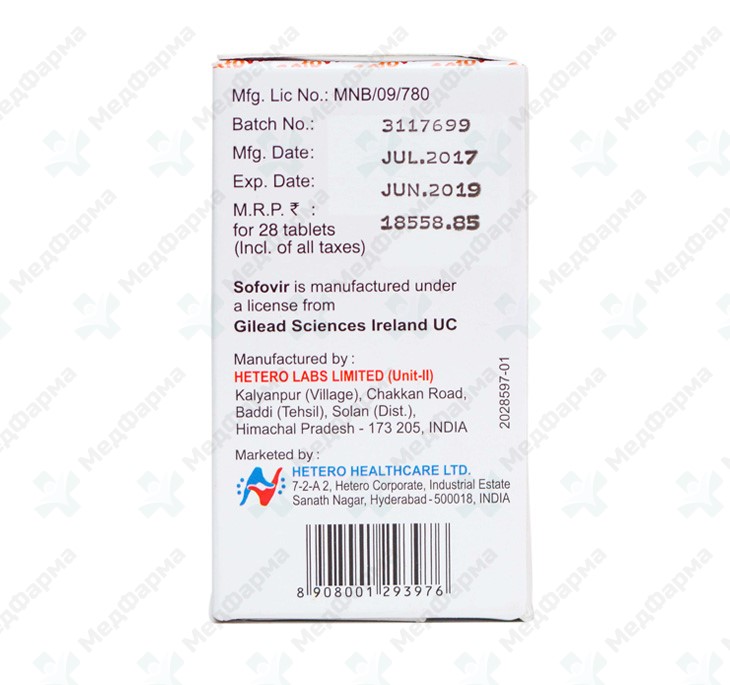 Mfg. Lic No.: MNB/09/780
Batch No.: 3117699
Mfg. Date: JUL.2017
Exp. Date: JUN.2019
M.R.P. ₹ : 18558.85
for 28 tablets
(Incl. of all taxes)
Sofovir is manufactured under
a license from
Gilead Sciences Ireland UC
Manufactured by :
HETERO LABS LIMITED (Unit-II)
Kalyanpur (Village), Chakkan Road,
Baddi (Tehsil), Solan (Dist.),
Himachal Pradesh - 173 205, INDIA
2028597-01
Marketed by :
HETERO HEALTHCARE LTD.
7-2-A 2, Hetero Corporate, Industrial Estate
Sanath Nagar, Hyderabad - 500018, INDIA
8 908001 293976
МедФарма